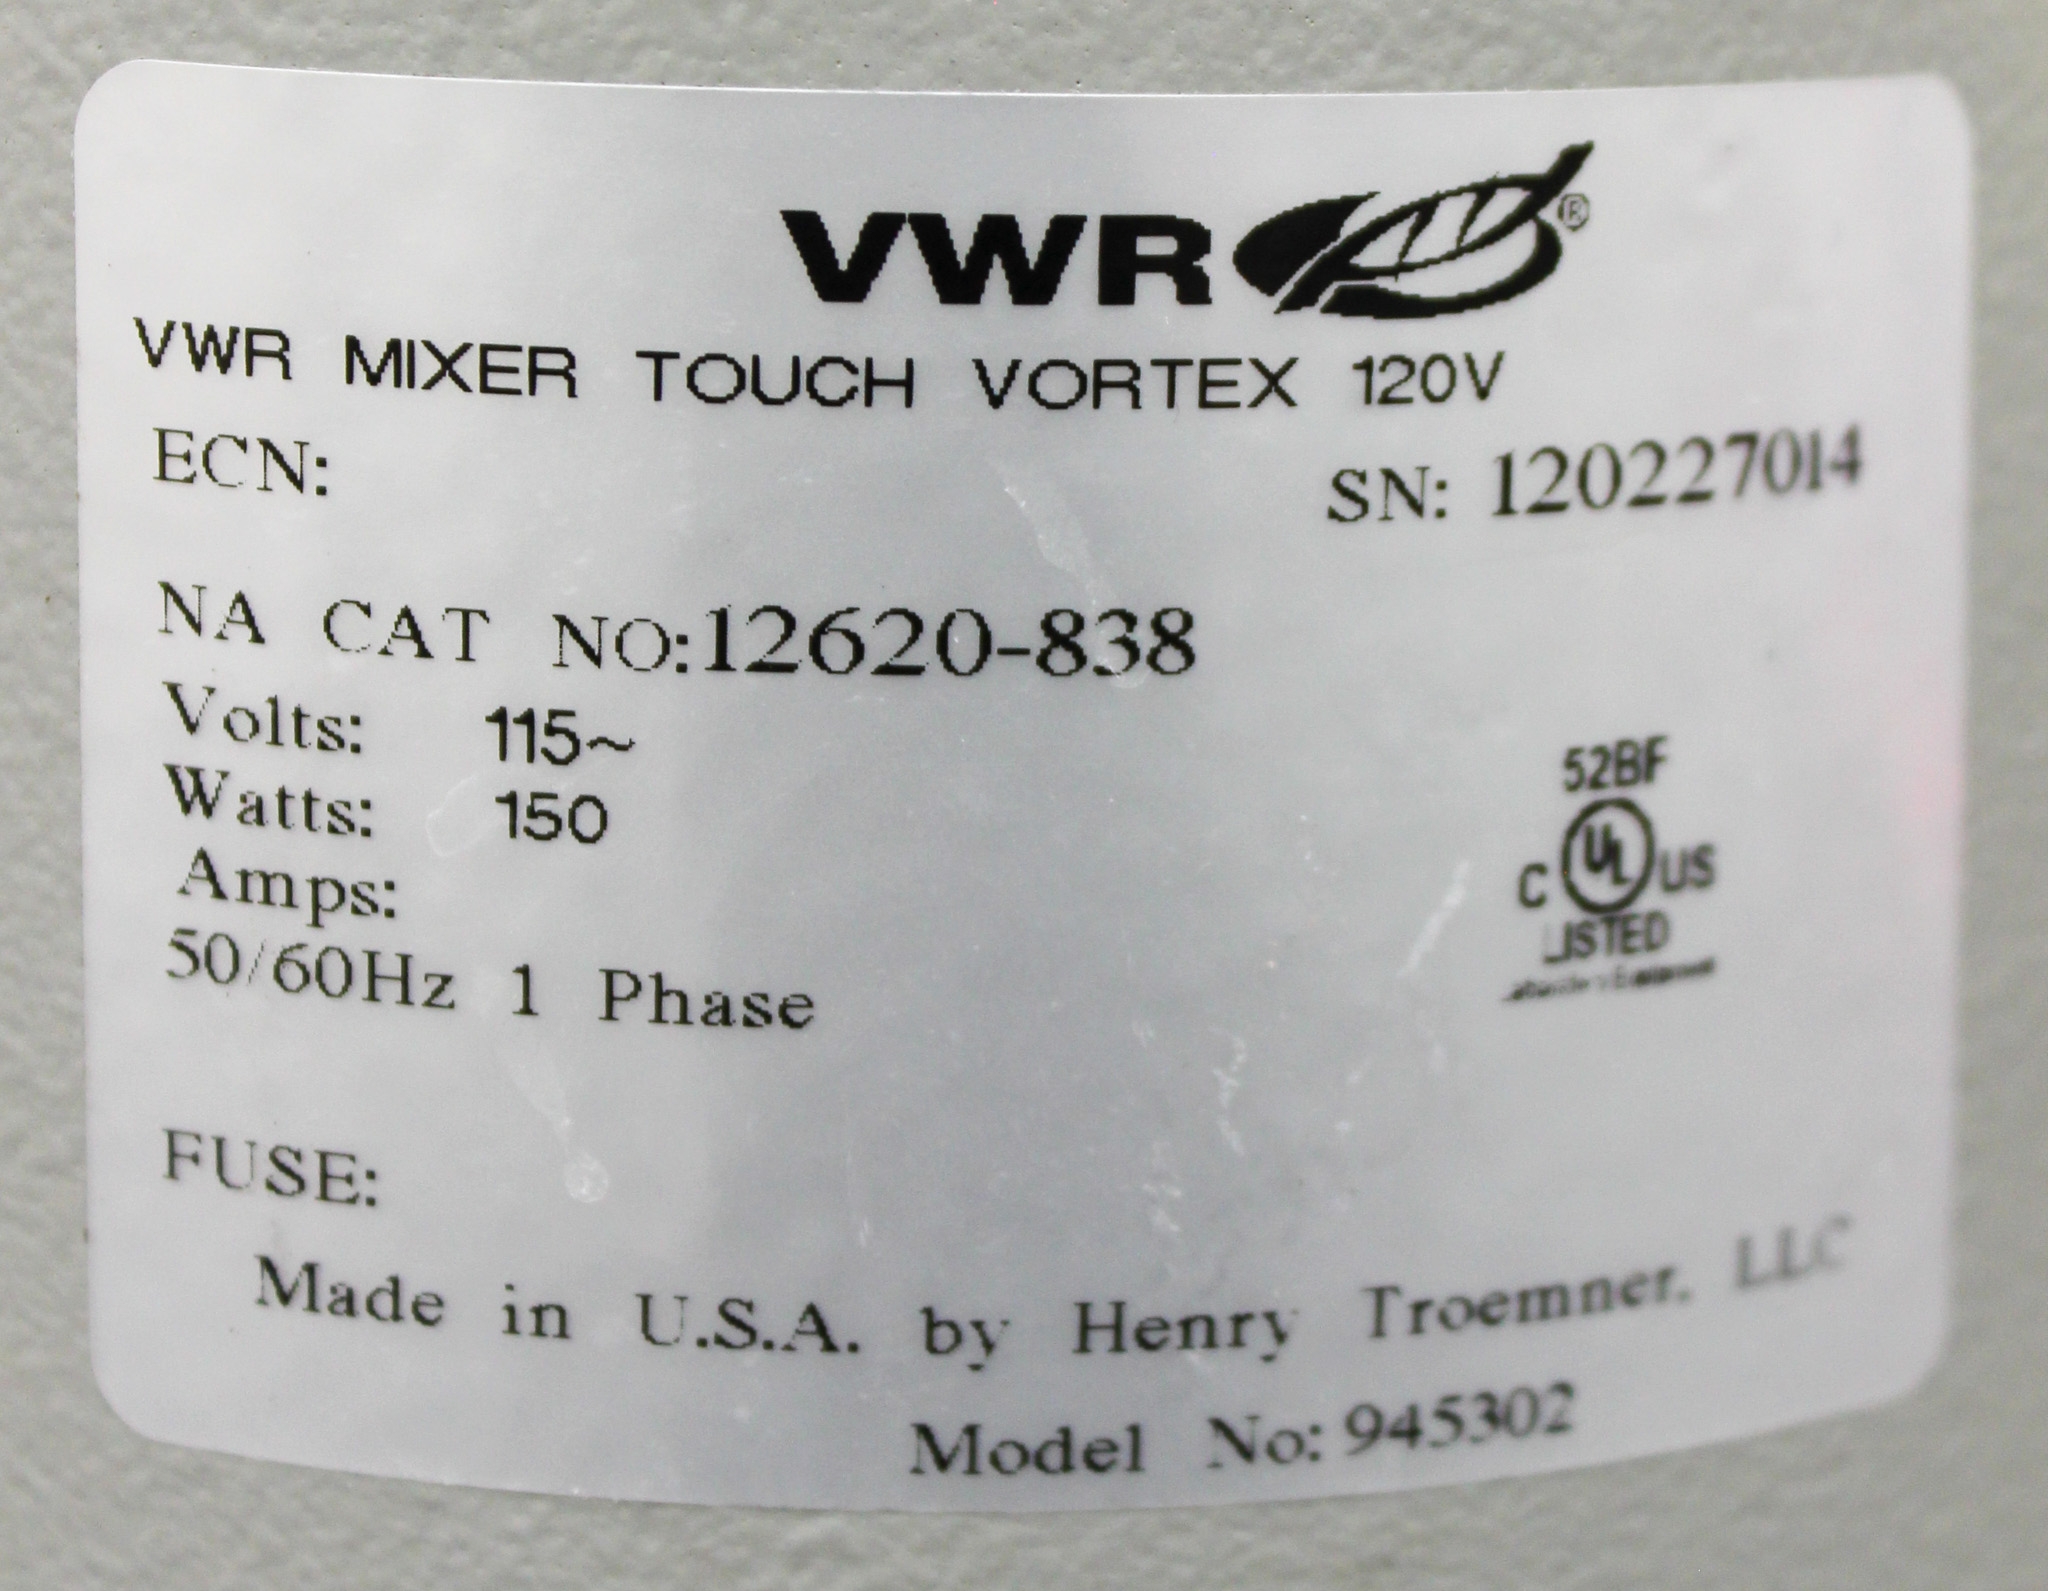 VWR®
VWR MIXER TOUCH VORTEX 120V
ECN:
SN: 120227014
NA CAT NO:12620-838
Volts: 115~
Watts: 150
Amps:
50/60Hz 1 Phase
52BF
C UL US
LISTED
FUSE:
Made in U.S.A. by Henry Troemner, LLC
Model No: 945302